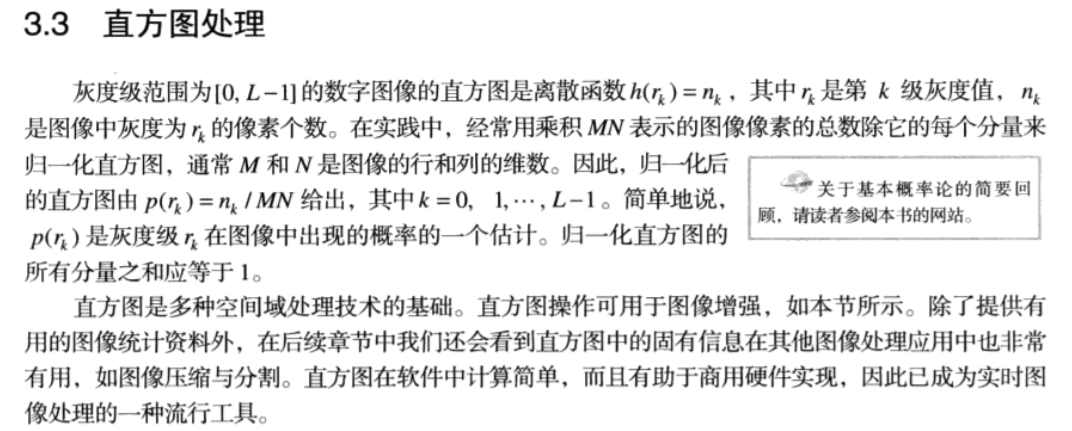 3.3 直方图处理
灰度级范围为[0, L−1]的数字图像的直方图是离散函数h(r_k) = n_k，其中r_k是第 k 级灰度值，n_k
是图像中灰度为r_k的像素个数。在实践中，经常用乘积MN表示的图像像素的总数除它的每个分量来
归一化直方图，通常 M 和 N 是图像的行和列的维数。因此，归一化后
的直方图由 p(r_k) = n_k / MN 给出，其中 k = 0, 1, ⋯, L−1。简单地说，
p(r_k) 是灰度级r_k在图像中出现的概率的一个估计。归一化直方图的
所有分量之和应等于1。
关于基本概率论的简要回
顾，请读者参阅本书的网站。
直方图是多种空间域处理技术的基础。直方图操作可用于图像增强，如本节所示。除了提供有
用的图像统计资料外，在后续章节中我们还会看到直方图中的固有信息在其他图像处理应用中也非常
有用，如图像压缩与分割。直方图在软件中计算简单，而且有助于商用硬件实现，因此已成为实时图
像处理的一种流行工具。